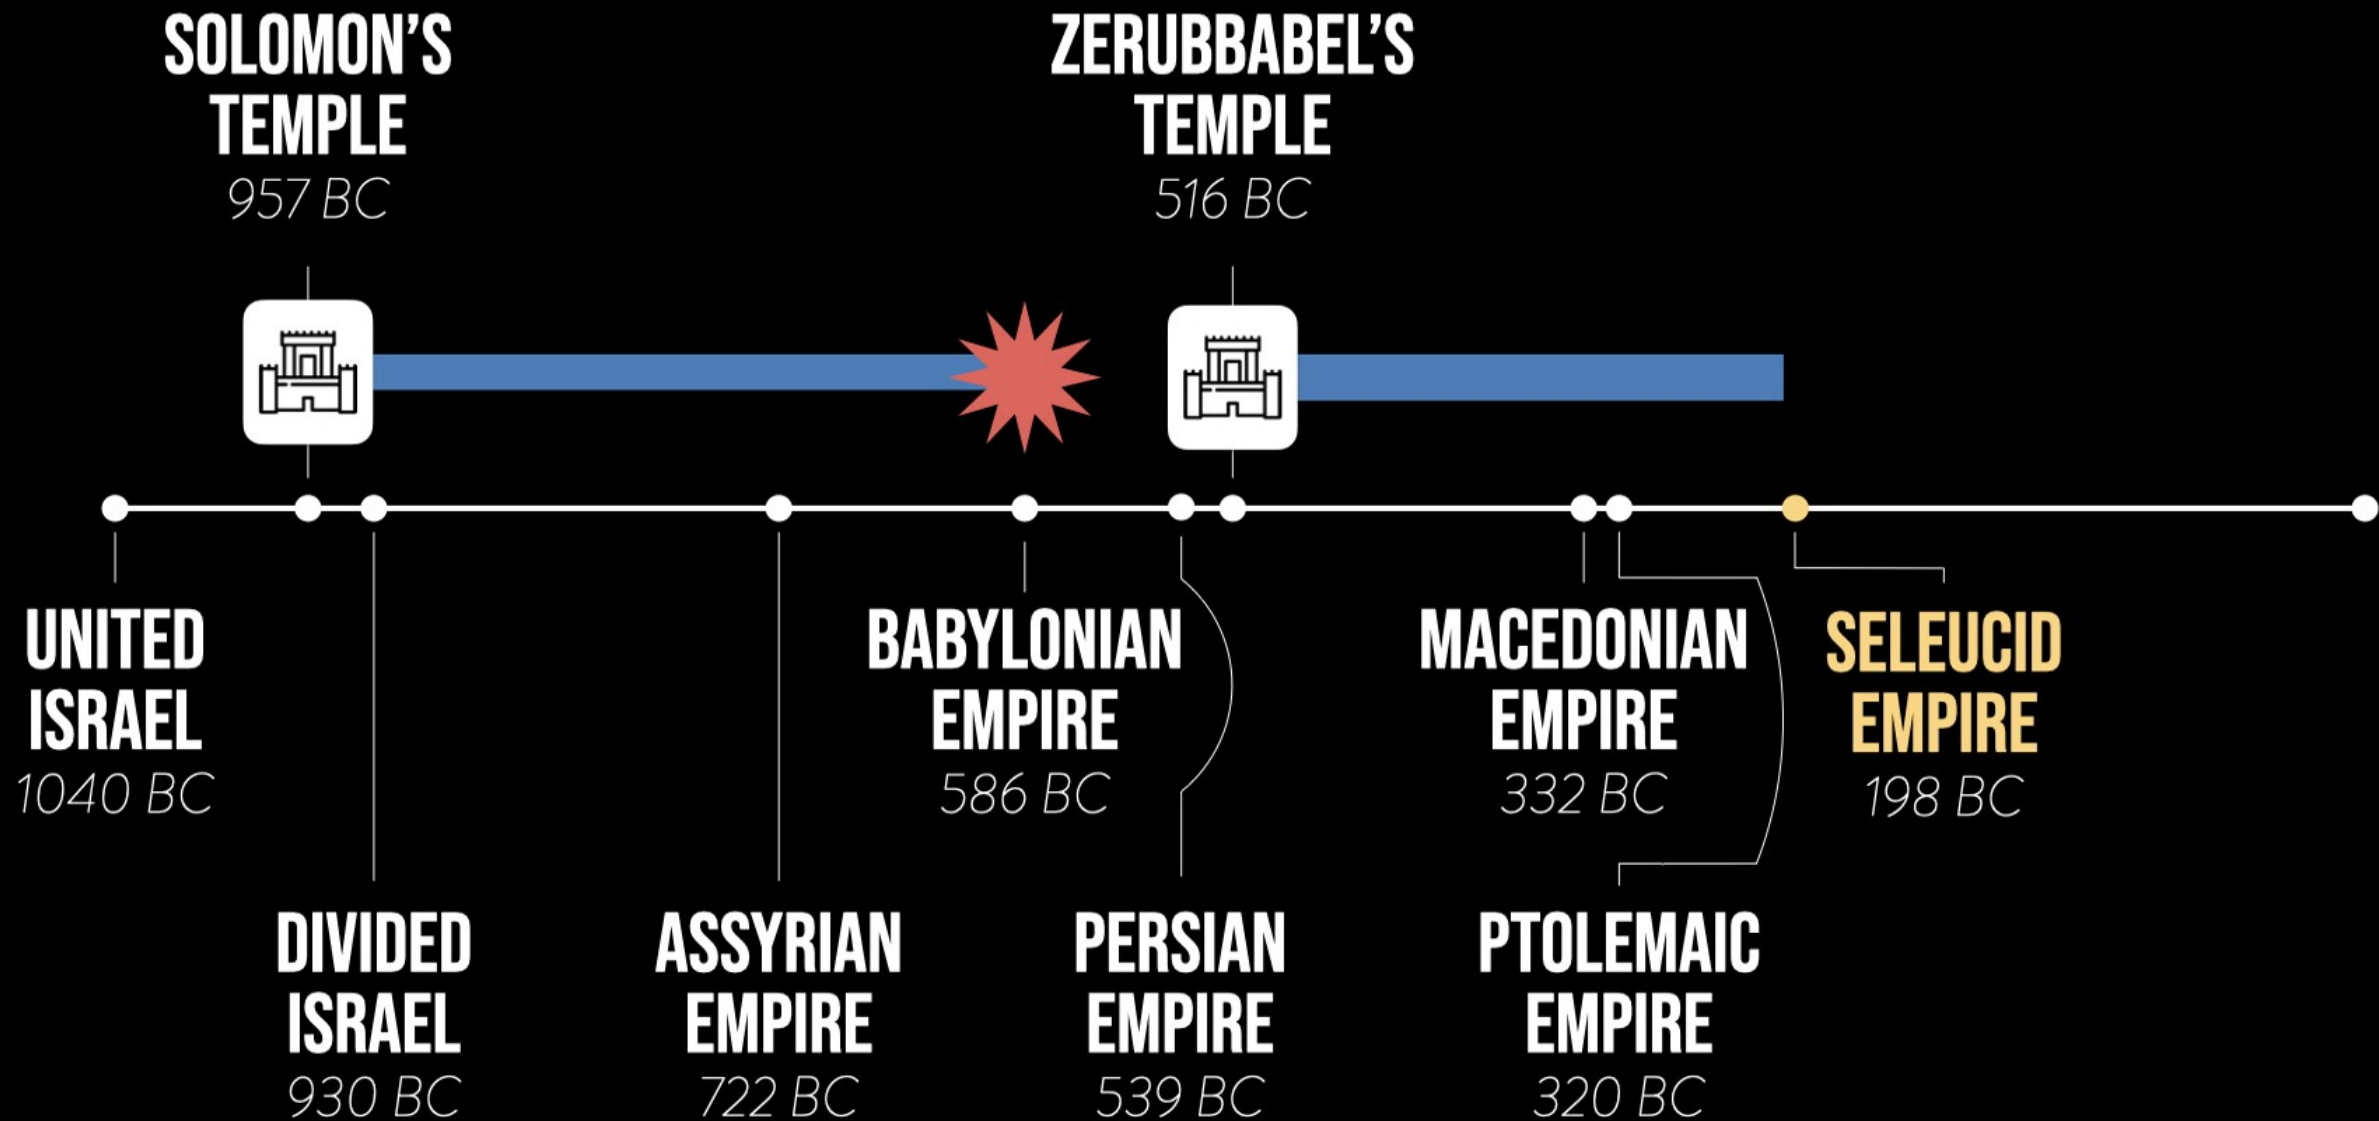 SOLOMON'S
TEMPLE
957 BC
ZERUBBABEL'S
TEMPLE
516 BC
UNITED
ISRAEL
1040 BC
DIVIDED
ISRAEL
930 BC
ASSYRIAN
EMPIRE
722 BC
BABYLONIAN
EMPIRE
586 BC
PERSIAN
EMPIRE
539 BC
MACEDONIAN
EMPIRE
332 BC
PTOLEMAIC
EMPIRE
320 BC
SELEUCID
EMPIRE
198 BC